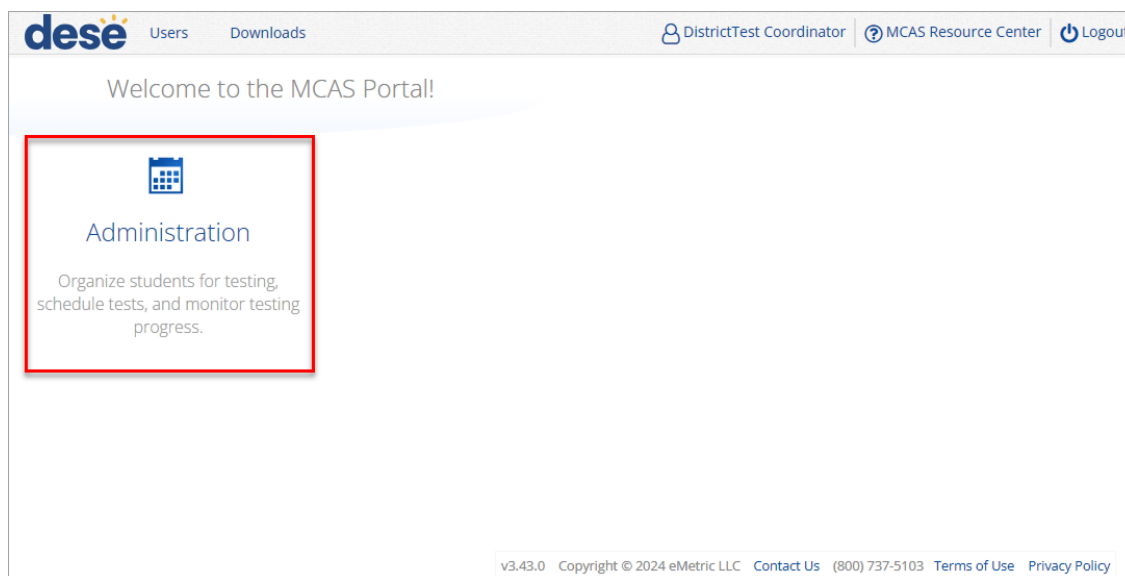 dese Users Downloads DistrictTest Coordinator MCAS Resource Center Logout
Welcome to the MCAS Portal!
Administration
Organize students for testing,
schedule tests, and monitor testing
progress.
v3.43.0 Copyright © 2024 eMetric LLC Contact Us (800) 737-5103 Terms of Use Privacy Policy